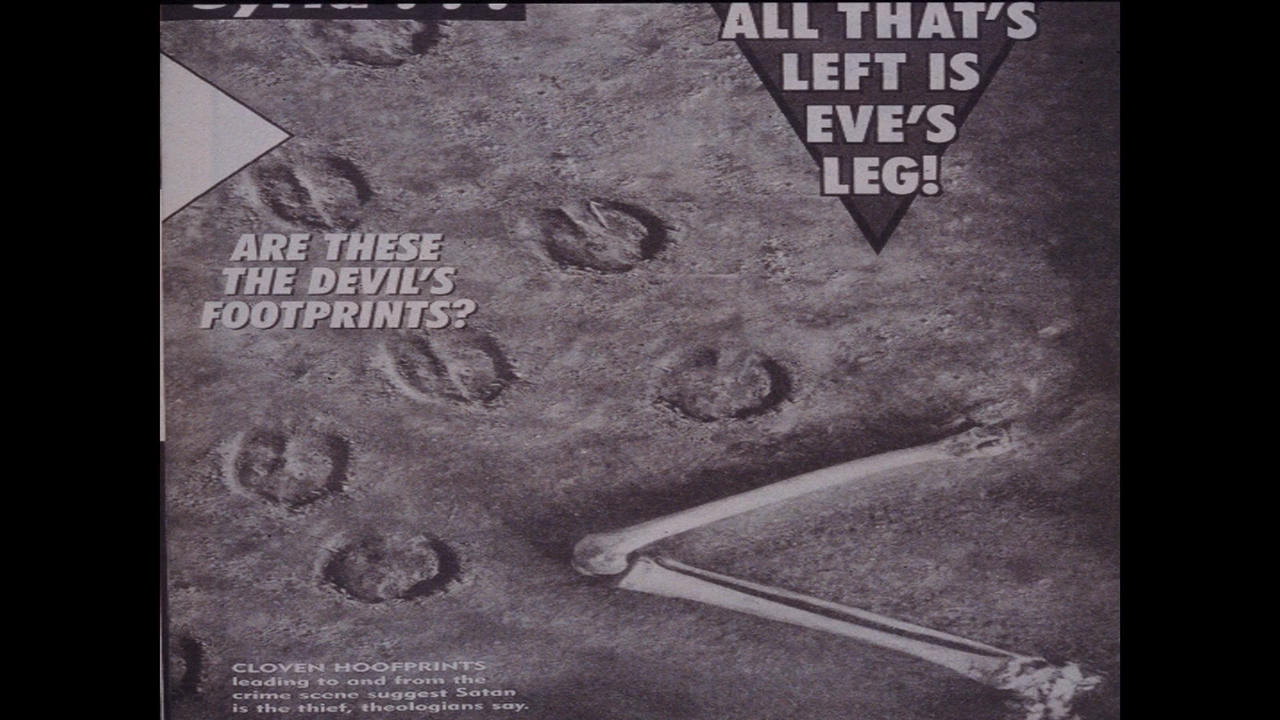 ALL THAT'S
LEFT IS
EVE'S
LEG!
ARE THESE
THE DEVIL'S
FOOTPRINTS?
CLOVEN HOOFPRINTS
leading to and from the
crime scene suggest Satan
is the thief, theologians say.